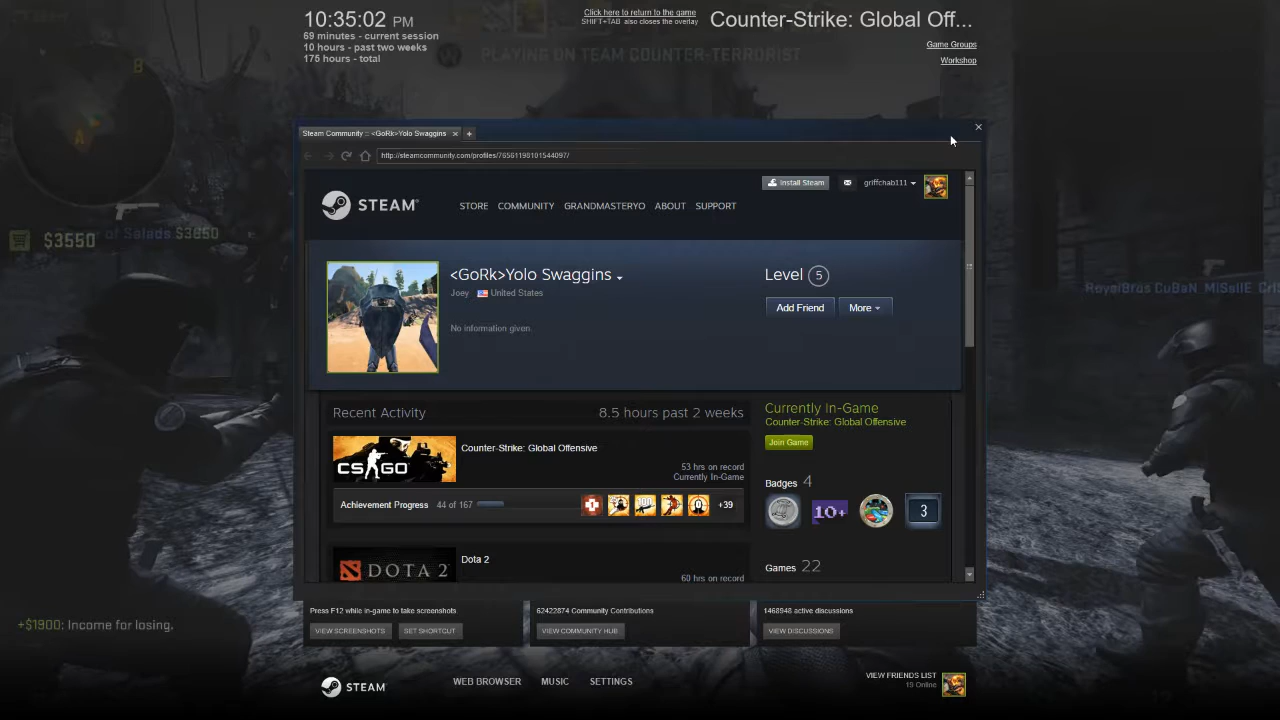 10:35:02 PM
69 minutes - current session
10 hours - past two weeks
175 hours - total
Click here to return to the game
SHIFT+TAB also closes the overlay
Counter-Strike: Global Off...
Game Groups
Workshop
PLAYING ON TEAM COUNTER-TERRORIST
B
A
$3550
of Salads $3650
Steam Community :: <GoRk>Yolo Swaggins
http://steamcommunity.com/profiles/76561198101544097/
Install Steam
griffchab111
STEAM
STORE COMMUNITY GRANDMASTERYO ABOUT SUPPORT
<GoRk>Yolo Swaggins
Joey United States
No information given.
Level 5
Add Friend
More
Recent Activity 8.5 hours past 2 weeks
CS GO
Counter-Strike: Global Offensive
53 hrs on record
Currently In-Game
Achievement Progress 44 of 167 +39
DOTA 2
Dota 2
60 hrs on record
Currently In-Game
Counter-Strike: Global Offensive
Join Game
Badges 4
10+
3
Games 22
+$1900: Income for losing.
Press F12 while in-game to take screenshots
VIEW SCREENSHOTS SET SHORTCUT
62422874 Community Contributions
VIEW COMMUNITY HUB
1468948 active discussions
VIEW DISCUSSIONS
STEAM
WEB BROWSER MUSIC SETTINGS
VIEW FRIENDS LIST
19 Online